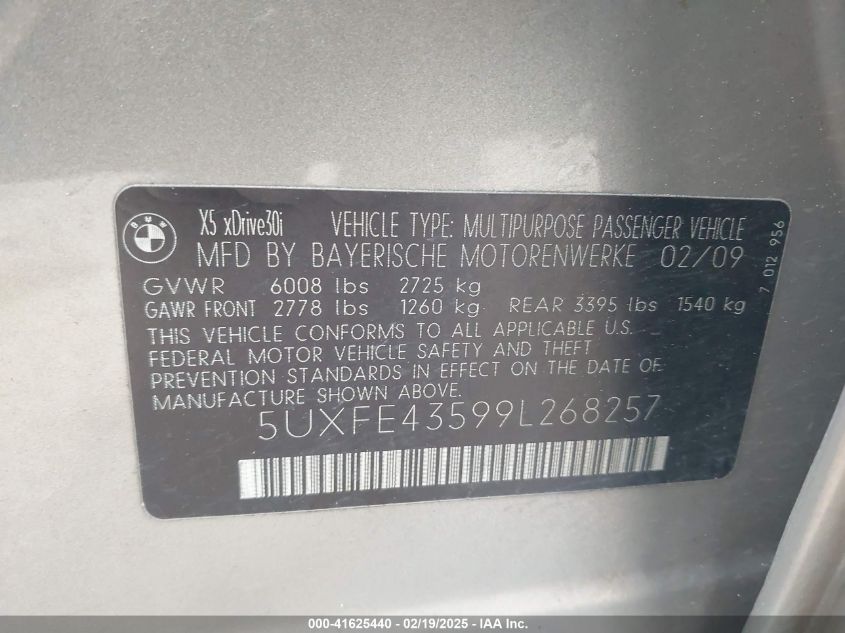 BMW
X5 xDrive30i VEHICLE TYPE: MULTIPURPOSE PASSENGER VEHICLE
MFD BY BAYERISCHE MOTORENWERKE 02/09
GVWR 6008 lbs 2725 kg
GAWR FRONT 2778 lbs 1260 kg REAR 3395 lbs 1540 kg
THIS VEHICLE CONFORMS TO ALL APPLICABLE U.S.
FEDERAL MOTOR VEHICLE SAFETY AND THEFT
PREVENTION STANDARDS IN EFFECT ON THE DATE OF
MANUFACTURE SHOWN ABOVE.
5UXFE43599L268257
7 012 956
000-41625440 - 02/19/2025 - IAA Inc.